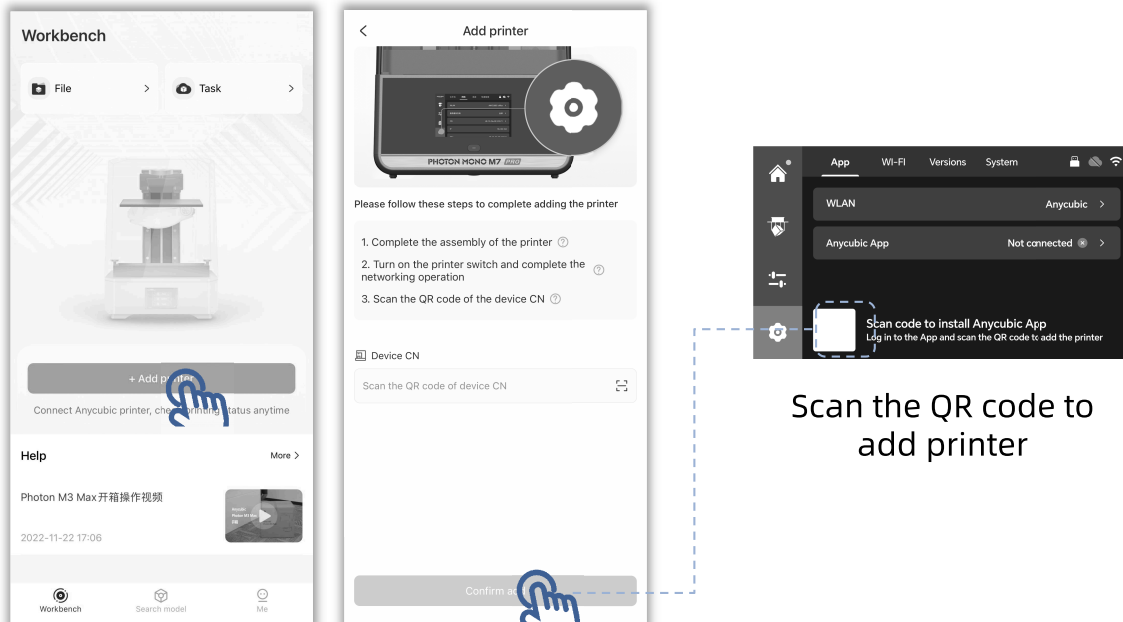 Workbench
File
Task
+ Add printer
Connect Anycubic printer, check printing status anytime
Help
More >
Photon M3 Max开箱操作视频
2022-11-22 17:06
Workbench
Search model
Me
Add printer
PHOTON MONO M7 PRO
Please follow these steps to complete adding the printer
1. Complete the assembly of the printer
2. Turn on the printer switch and complete the
networking operation
3. Scan the QR code of the device CN
Device CN
Scan the QR code of device CN
Confirm add
App
WI-FI
Versions
System
WLAN
Anycubic >
Anycubic App
Not connected >
Scan code to install Anycubic App
Log in to the App and scan the QR code to add the printer
Scan the QR code to
add printer